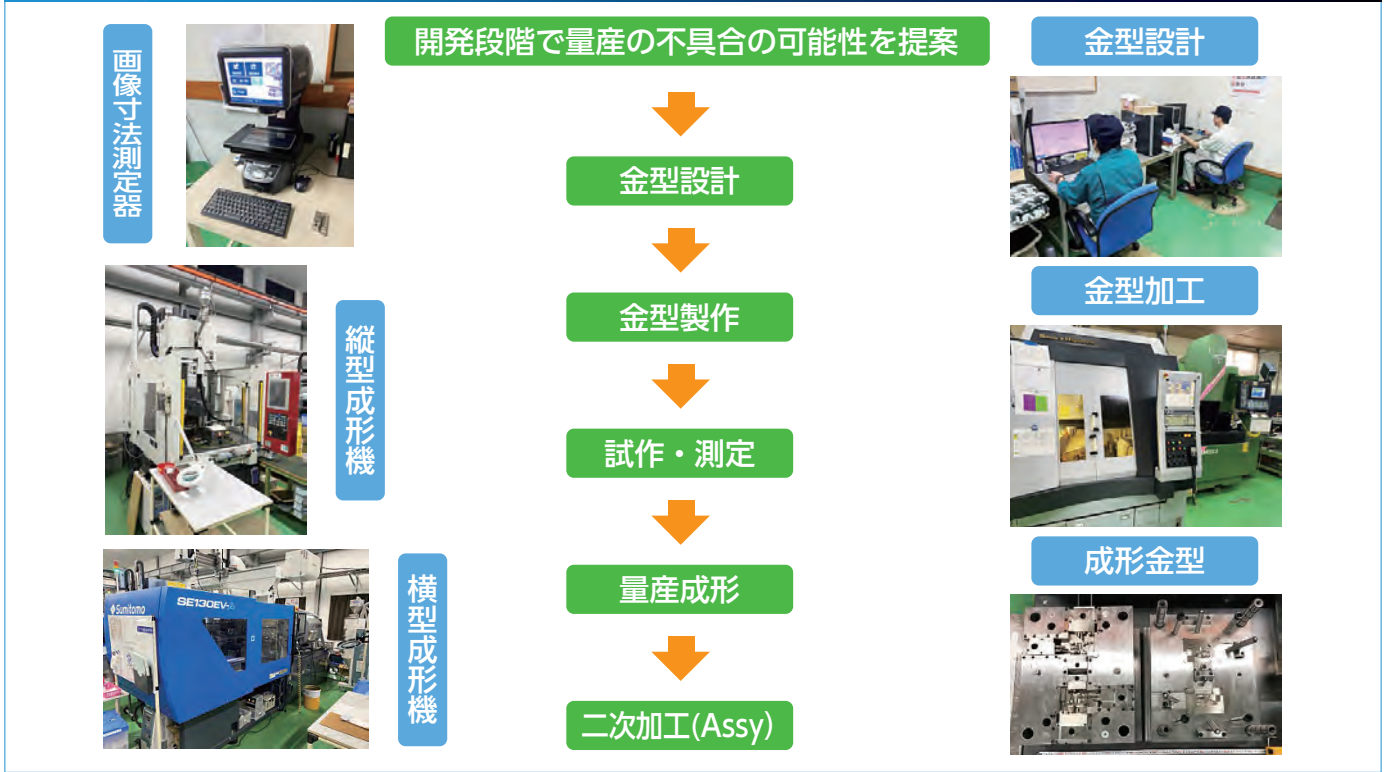 画像寸法測定器
開発段階で量産の不具合の可能性を提案
金型設計
金型設計
金型製作
金型加工
縦型成形機
試作・測定
量産成形
成形金型
横型成形機
Sumitomo
SE130EV
二次加工(Assy)